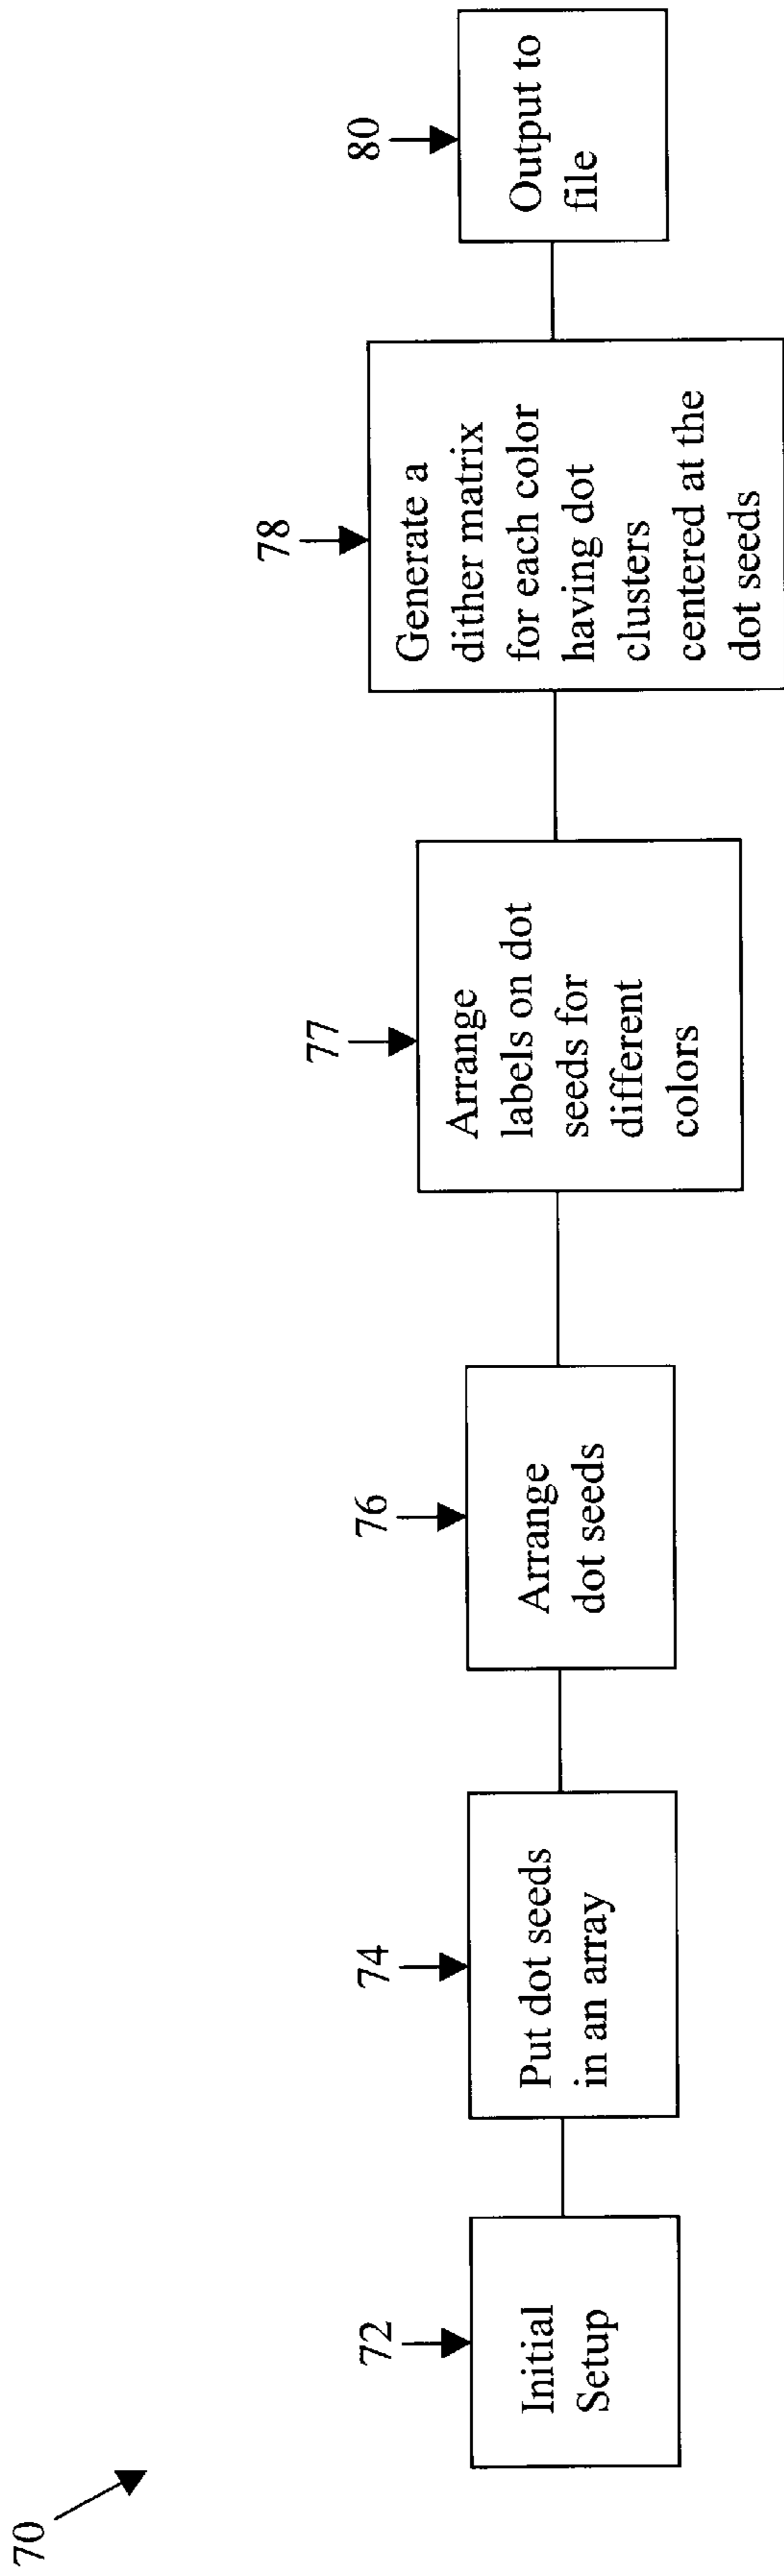 70
72
Initial
Setup
74
Put dot seeds
in an array
76
Arrange
dot seeds
77
Arrange
labels on dot
seeds for
different
colors
78
Generate a
dither matrix
for each color
having dot
clusters
centered at the
dot seeds
80
Output to
file